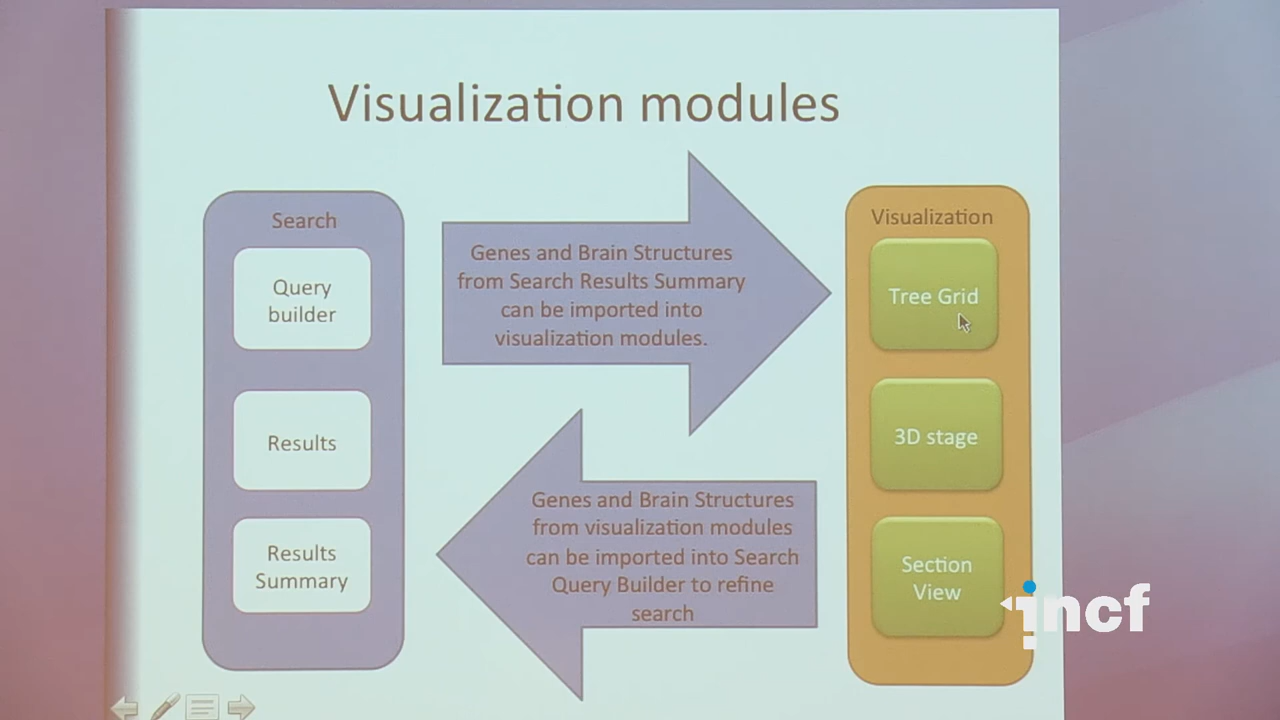 Visualization modules
Search
Query
builder
Results
Results
Summary
Genes and Brain Structures
from Search Results Summary
can be imported into
visualization modules.
Genes and Brain Structures
from visualization modules
can be imported into Search
Query Builder to refine
search
Visualization
Tree Grid
3D stage
Section
View
incf